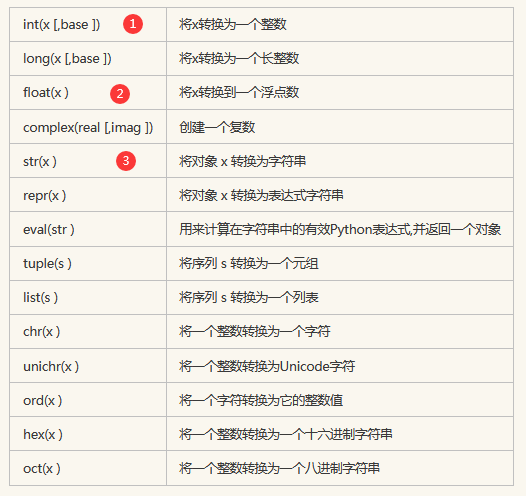 int(x [,base ]) 1 将x转换为一个整数
long(x [,base ]) 将x转换为一个长整数
float(x ) 2 将x转换到一个浮点数
complex(real [,imag ]) 创建一个复数
str(x ) 3 将对象 x 转换为字符串
repr(x ) 将对象 x 转换为表达式字符串
eval(str ) 用来计算在字符串中的有效Python表达式,并返回一个对象
tuple(s ) 将序列 s 转换为一个元组
list(s ) 将序列 s 转换为一个列表
chr(x ) 将一个整数转换为一个字符
unichr(x ) 将一个整数转换为Unicode字符
ord(x ) 将一个字符转换为它的整数值
hex(x ) 将一个整数转换为一个十六进制字符串
oct(x ) 将一个整数转换为一个八进制字符串